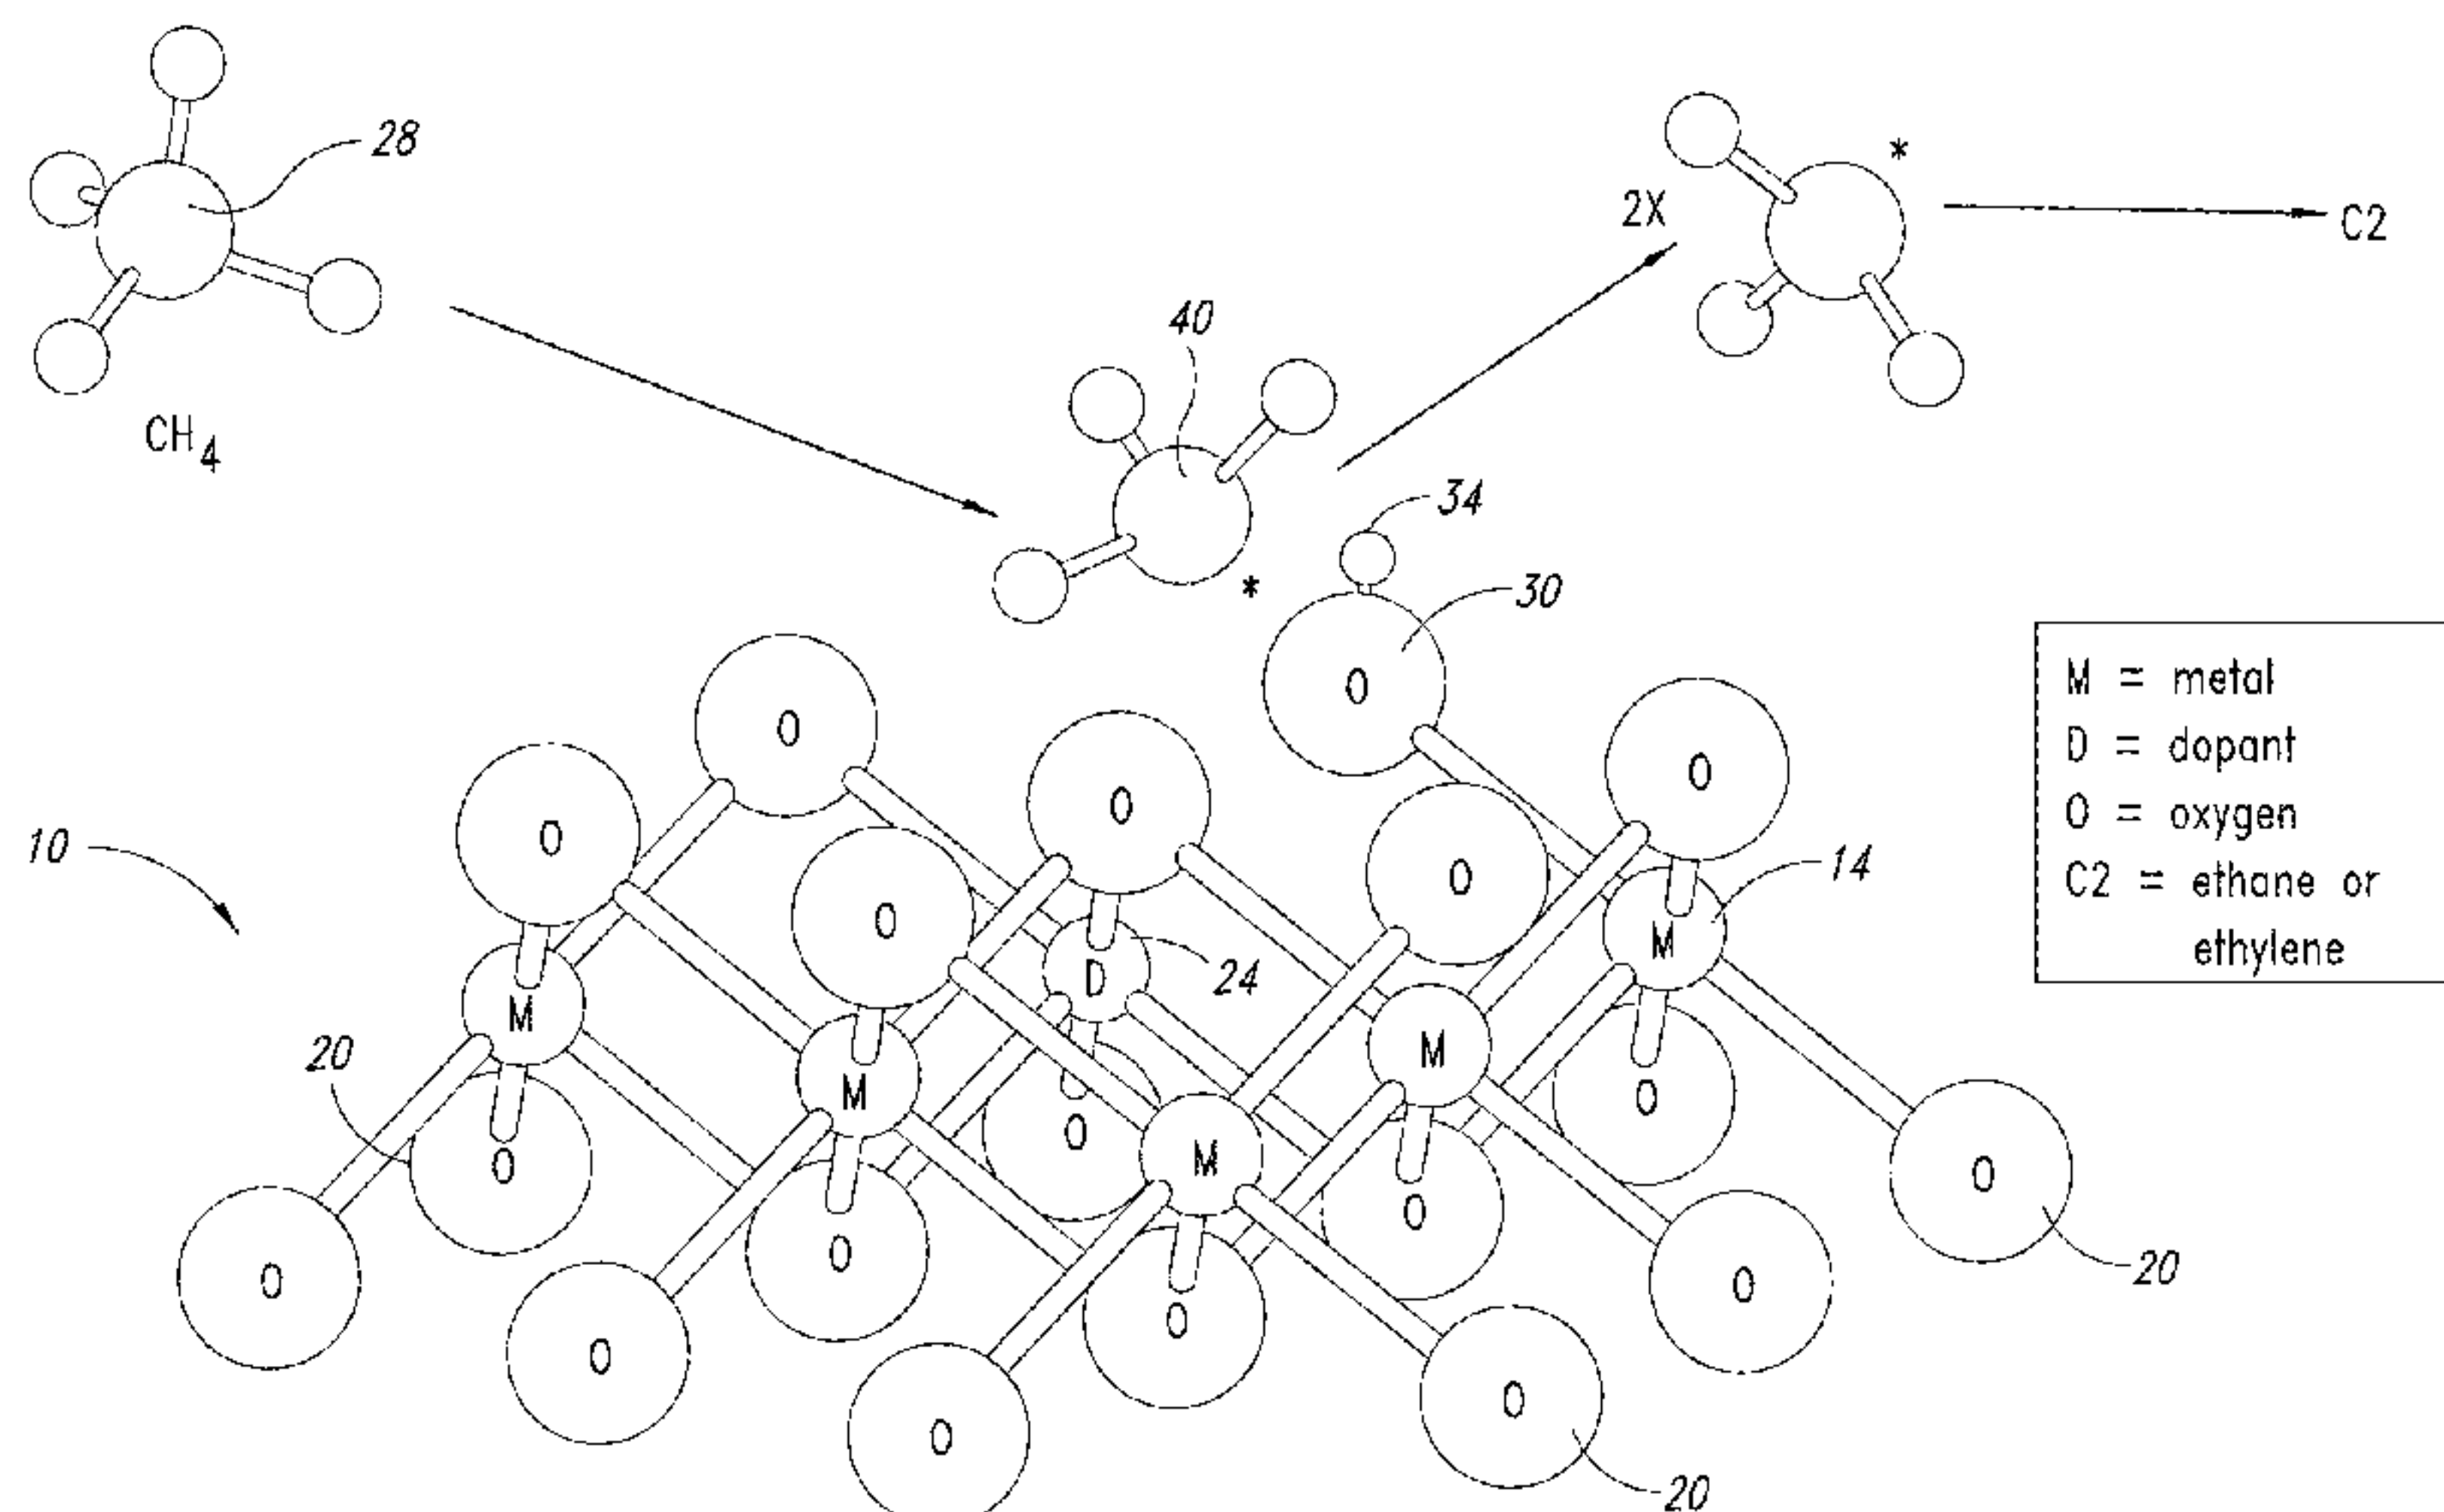 28
CH4
*
2X
C2
40
34
*
30
O
O
O
O
O
O
O
10
14
M
D
24
M
M
M
M
20
O
O
O
O
O
O
O
O
O
O
O
20
20
M = metal
D = dopant
O = oxygen
C2 = ethane or
ethylene